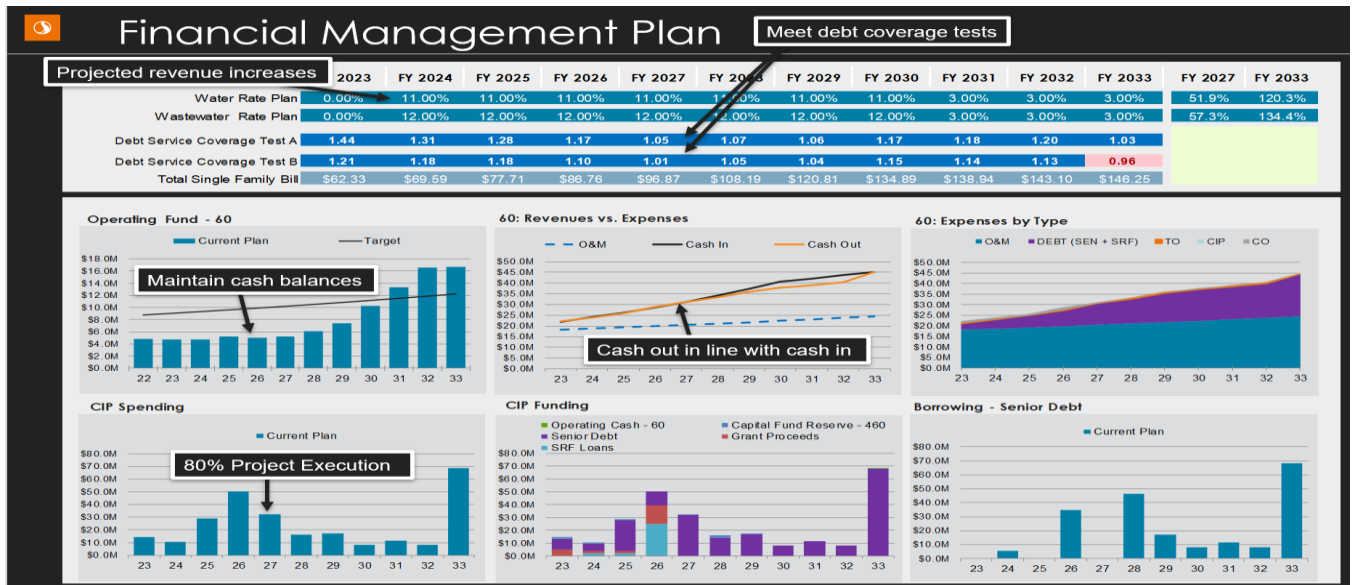 Financial Management Plan
Meet debt coverage tests
Projected revenue increases
2023 FY 2024 FY 2025 FY 2026 FY 2027 FY 2029 FY 2030 FY 2031 FY 2032 FY 2033 FY 2027 FY 2033
Water Rate Plan 0.00% 11.00% 11.00% 11.00% 11.00% 11.00% 11.00% 11.00% 3.00% 3.00% 3.00% 51.9% 120.3%
Wastewater Rate Plan 0.00% 12.00% 12.00% 12.00% 12.00% 12.00% 12.00% 12.00% 3.00% 3.00% 3.00% 57.3% 134.4%
Debt Service Coverage Test A 1.44 1.31 1.28 1.17 1.05 1.07 1.06 1.17 1.18 1.20 1.03
Debt Service Coverage Test B 1.21 1.18 1.18 1.10 1.01 1.05 1.04 1.15 1.14 1.13 0.96
Total Single Family Bill $62.33 $69.59 $77.71 $86.76 $96.87 $108.19 $120.81 $134.89 $138.94 $143.10 $146.25
Operating Fund - 60
Current Plan Target
$18.0M
$16.0M
$14.0M
$12.0M
$10.0M
$8.0M
$6.0M
$4.0M
$2.0M
$0.0M
Maintain cash balances
22 23 24 25 26 27 28 29 30 31 32 33
60: Revenues vs. Expenses
O&M Cash In Cash Out
$50.0M
$45.0M
$40.0M
$35.0M
$30.0M
$25.0M
$20.0M
$15.0M
$10.0M
$5.0M
$0.0M
Cash out in line with cash in
23 24 25 26 27 28 29 30 31 32 33
60: Expenses by Type
O&M DEBT (SEN + SRF) TO CIP CO
$50.0M
$45.0M
$40.0M
$35.0M
$30.0M
$25.0M
$20.0M
$15.0M
$10.0M
$5.0M
$0.0M
23 24 25 26 27 28 29 30 31 32 33
CIP Spending
Current Plan
$80.0M
$70.0M
$60.0M
$50.0M
$40.0M
$30.0M
$20.0M
$10.0M
$0.0M
80% Project Execution
23 24 25 26 27 28 29 30 31 32 33
CIP Funding
Operating Cash - 60 Capital Fund Reserve - 460
Senior Debt Grant Proceeds
SRF Loans
$80.0M
$70.0M
$60.0M
$50.0M
$40.0M
$30.0M
$20.0M
$10.0M
$0.0M
23 24 25 26 27 28 29 30 31 32 33
Borrowing - Senior Debt
Current Plan
$80.0M
$70.0M
$60.0M
$50.0M
$40.0M
$30.0M
$20.0M
$10.0M
$0.0M
23 24 25 26 27 28 29 30 31 32 33